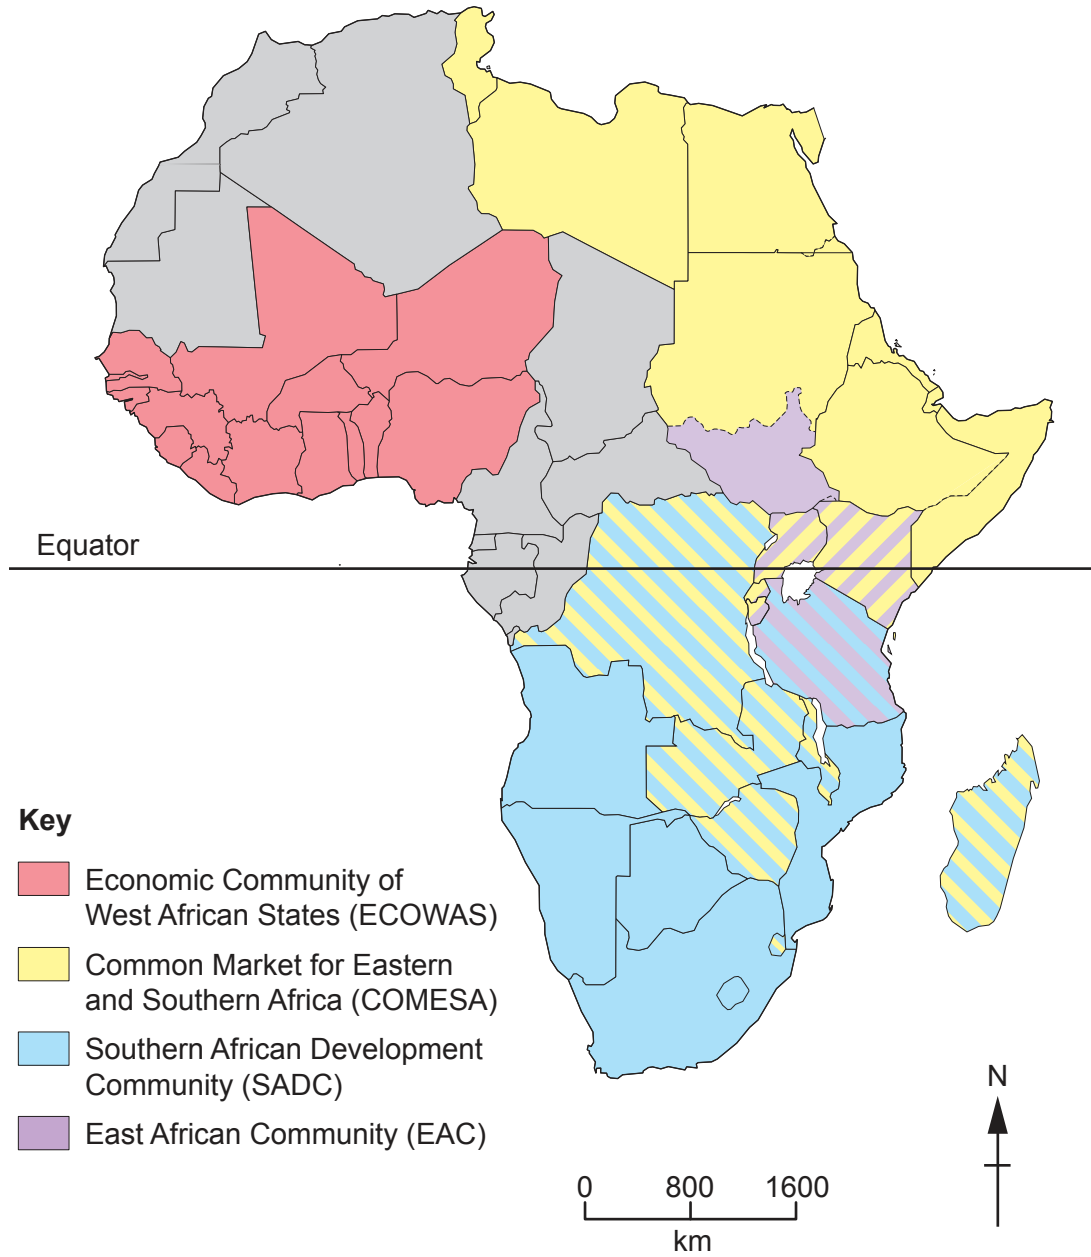 Equator
Key
Economic Community of
West African States (ECOWAS)
Common Market for Eastern
and Southern Africa (COMESA)
Southern African Development
Community (SADC)
East African Community (EAC)
N
0 800 1600
km